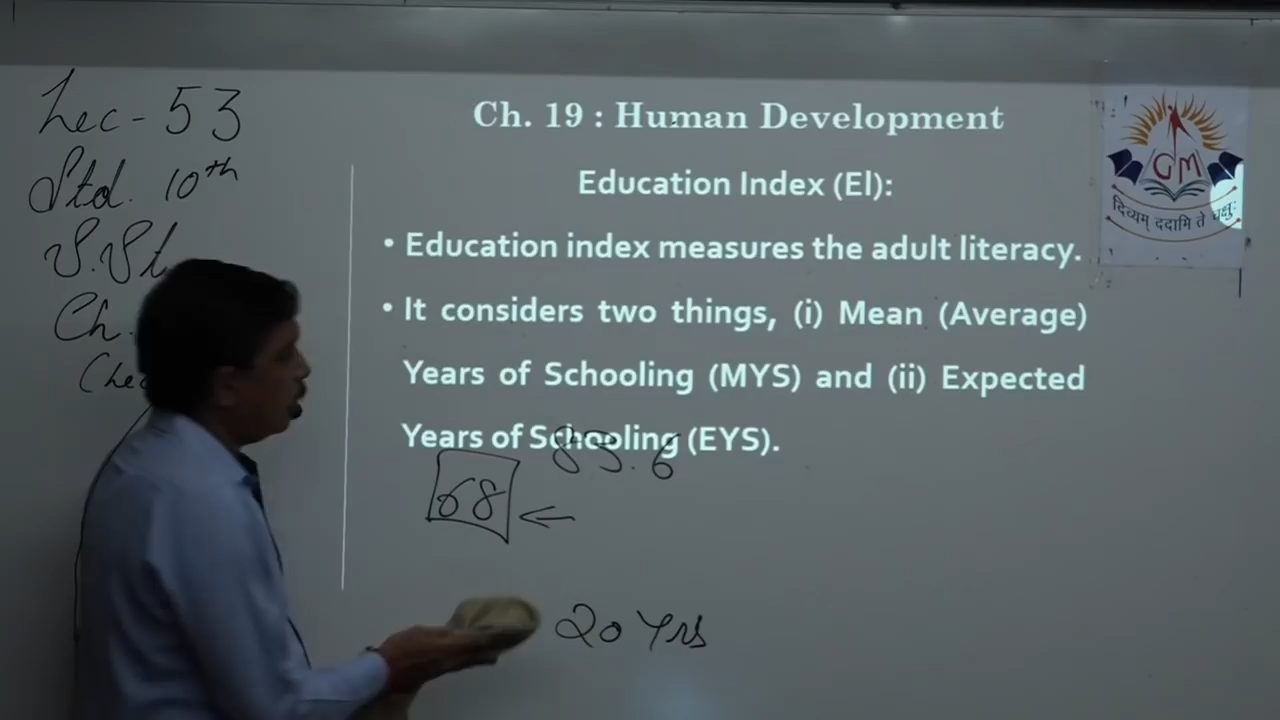 Lec - 53
Std. 10th
Ch.
Ch. 19 : Human Development
Education Index (EI):
• Education index measures the adult literacy.
• It considers two things, (i) Mean (Average)
Years of Schooling (MYS) and (ii) Expected
Years of Schooling (EYS).
83.6
68 ←
20 Yrs
GM
दिव्यम् ददामि ते चक्षुः